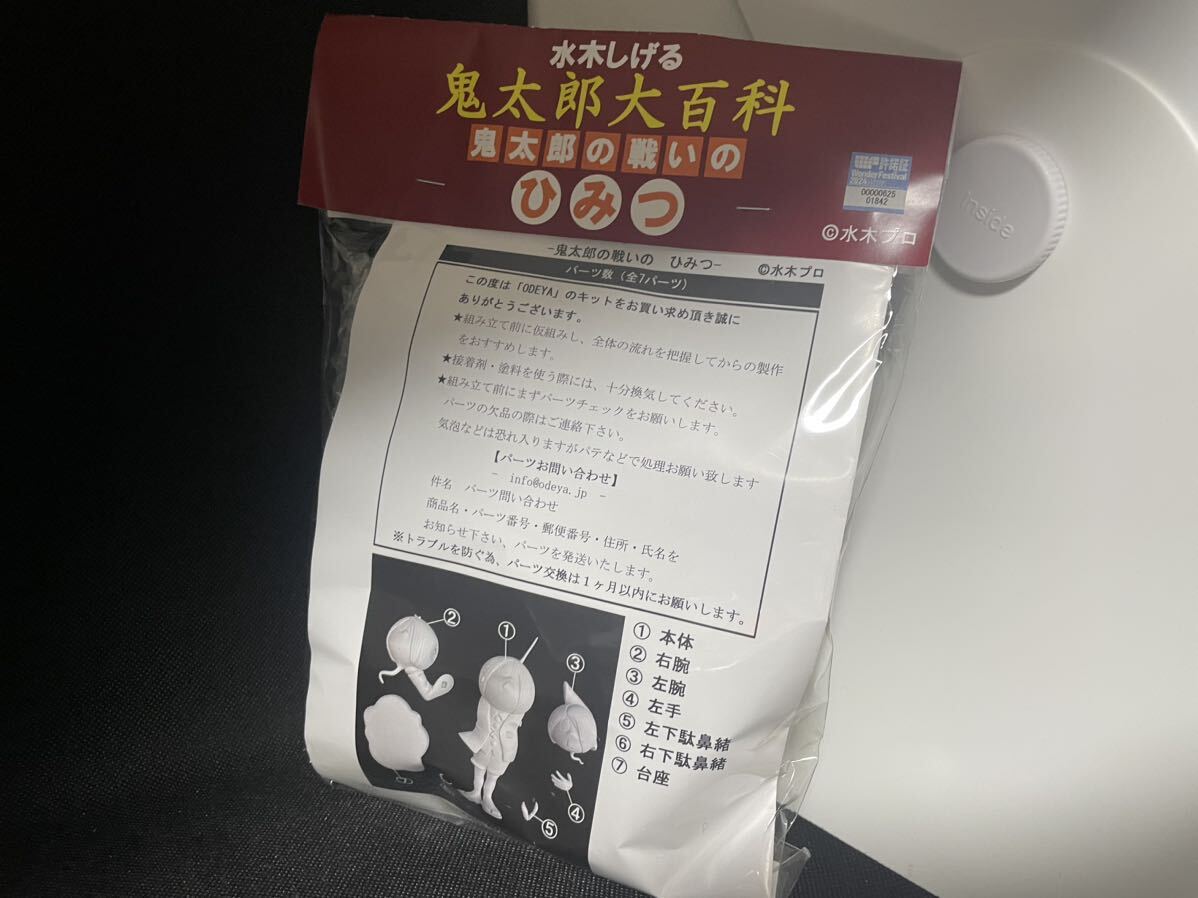 水木しげる
鬼太郎大百科
鬼太郎の戦いの
ひみつ
許諾証
WonderFestival
2024
00000625
01842
©水木プロ
-鬼太郎の戦いの ひみつ- ©水木プロ
パーツ数（全7パーツ）
この度は「ODEYA」のキットをお買い求め頂き誠に
ありがとうございます。
★組み立て前に仮組みし、全体の流れを把握してからの製作
をおすすめします。
★接着剤・塗料を使う際には、十分換気してください。
★組み立て前にまずパーツチェックをお願いします。
パーツの欠品の際はご連絡下さい。
気泡などは恐れ入りますがパテなどで処理お願い致します
【パーツお問い合わせ】
- info@odeya.jp -
件名 パーツ問い合わせ
商品名・パーツ番号・郵便番号・住所・氏名を
お知らせ下さい、パーツを発送いたします。
※トラブルを防ぐ為、パーツ交換は１ヶ月以内にお願いします。
① 本体
② 右腕
③ 左腕
④ 左手
⑤ 左下駄鼻緒
⑥ 右下駄鼻緒
⑦ 台座
②
①
③
④
⑤
inside